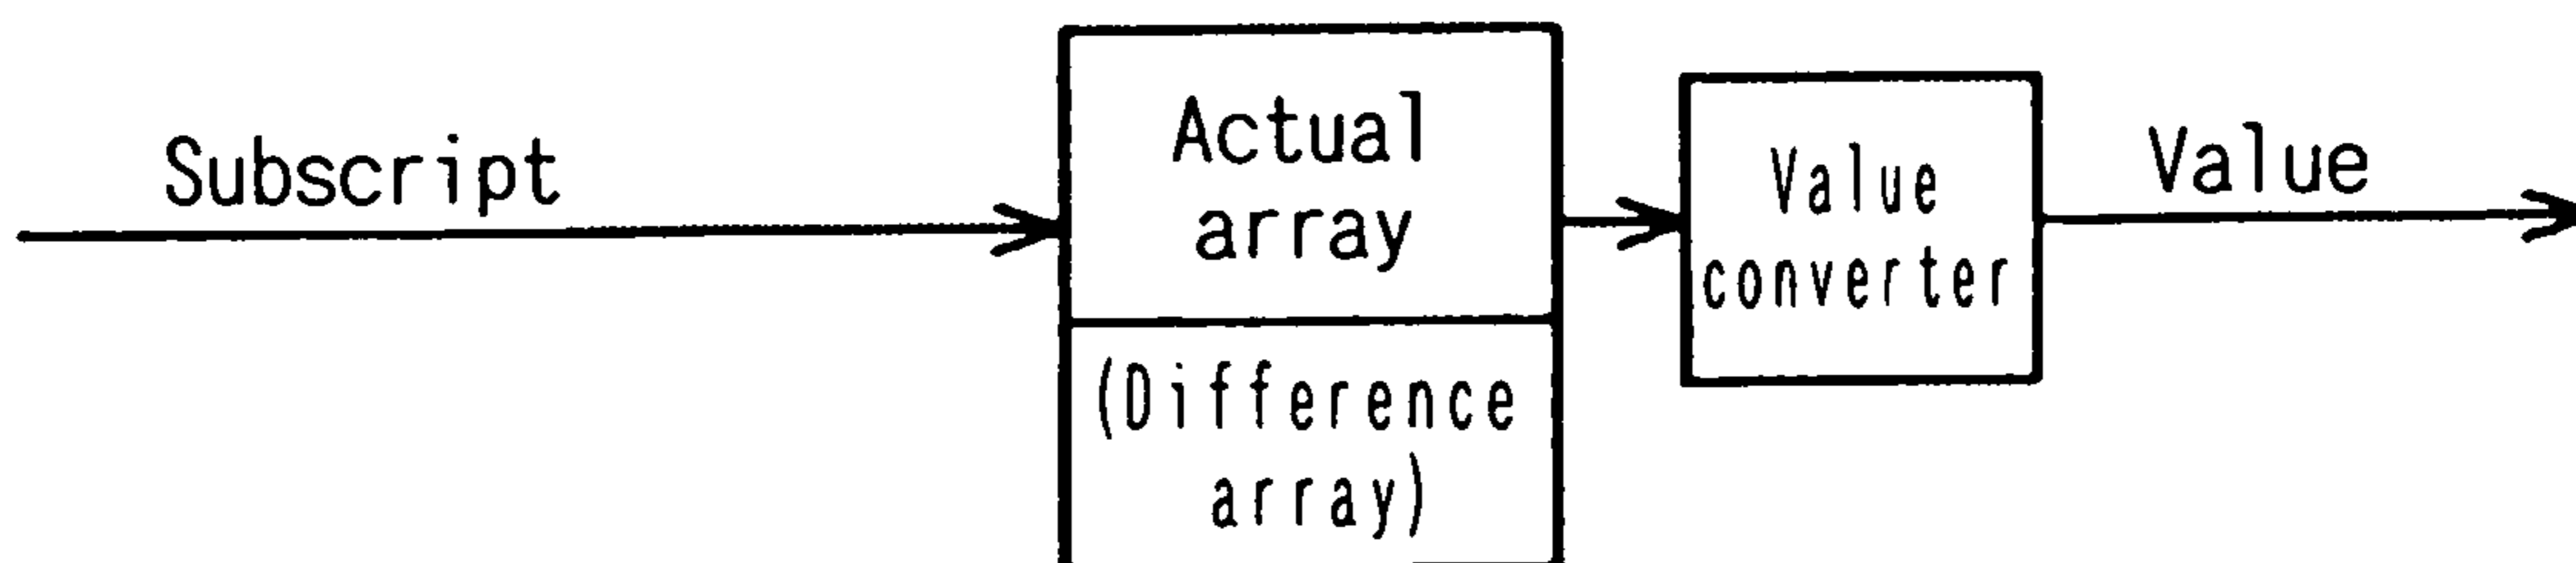 Subscript
Actual
array
(Difference
array)
Value
converter
Value